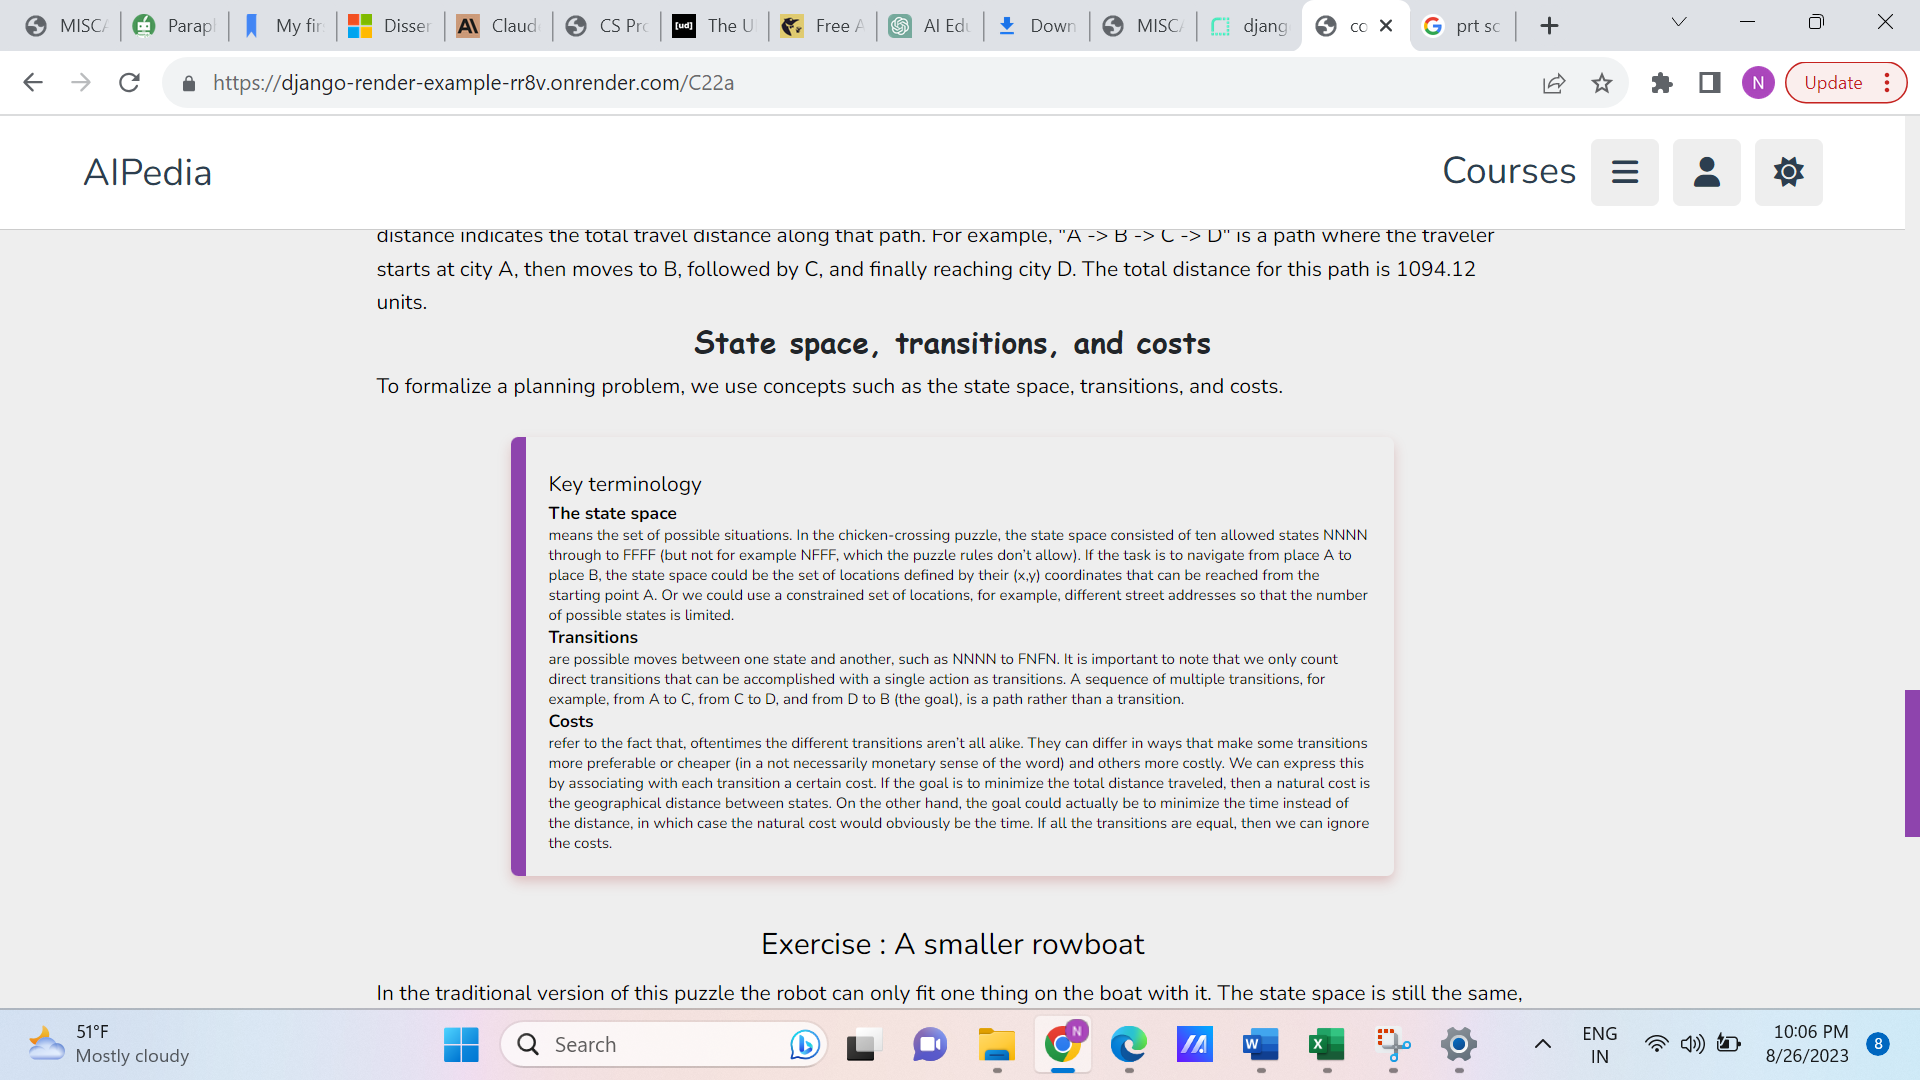 MISCA
Parapl
My fir
Disser
Claud
CS Pro
The U
Free A
AI Edu
Down
MISCA
djang
co
prt sc
https://django-render-example-rr8v.onrender.com/C22a
N
Update
AIPedia
Courses
distance indicates the total travel distance along that path. For example, "A -> B -> C -> D" is a path where the traveler
starts at city A, then moves to B, followed by C, and finally reaching city D. The total distance for this path is 1094.12
units.
State space, transitions, and costs
To formalize a planning problem, we use concepts such as the state space, transitions, and costs.
Key terminology
The state space
means the set of possible situations. In the chicken-crossing puzzle, the state space consisted of ten allowed states NNNN
through to FFFF (but not for example NFFF, which the puzzle rules don’t allow). If the task is to navigate from place A to
place B, the state space could be the set of locations defined by their (x,y) coordinates that can be reached from the
starting point A. Or we could use a constrained set of locations, for example, different street addresses so that the number
of possible states is limited.
Transitions
are possible moves between one state and another, such as NNNN to FNFN. It is important to note that we only count
direct transitions that can be accomplished with a single action as transitions. A sequence of multiple transitions, for
example, from A to C, from C to D, and from D to B (the goal), is a path rather than a transition.
Costs
refer to the fact that, oftentimes the different transitions aren’t all alike. They can differ in ways that make some transitions
more preferable or cheaper (in a not necessarily monetary sense of the word) and others more costly. We can express this
by associating with each transition a certain cost. If the goal is to minimize the total distance traveled, then a natural cost is
the geographical distance between states. On the other hand, the goal could actually be to minimize the time instead of
the distance, in which case the natural cost would obviously be the time. If all the transitions are equal, then we can ignore
the costs.
Exercise : A smaller rowboat
In the traditional version of this puzzle the robot can only fit one thing on the boat with it. The state space is still the same,
51°F
Mostly cloudy
Search
N
ENG
IN
10:06 PM
8/26/2023
8